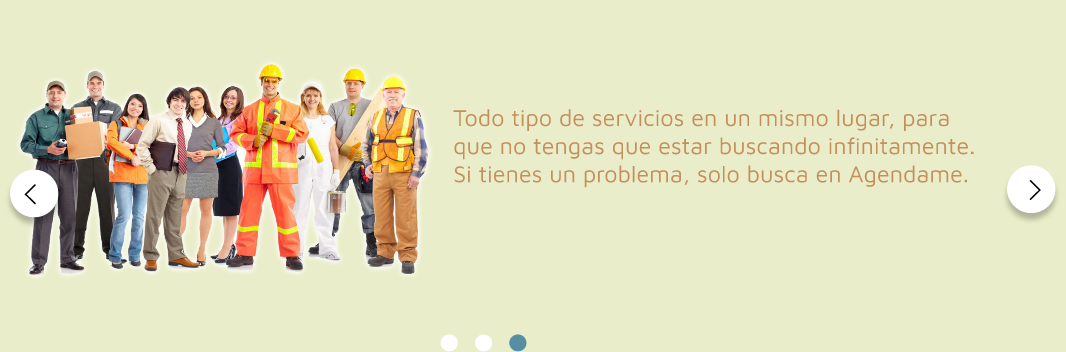 Todo tipo de servicios en un mismo lugar, para
que no tengas que estar buscando infinitamente.
Si tienes un problema, solo busca en Agendame.